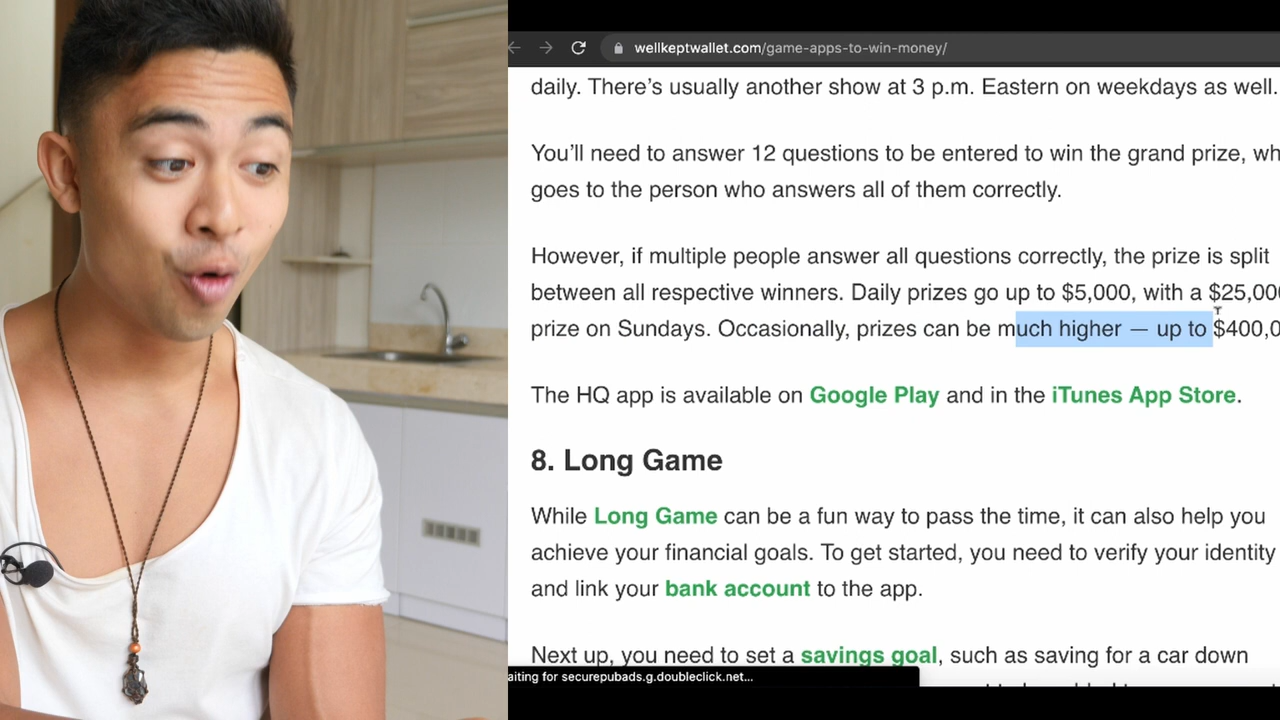 wellkeptwallet.com/game-apps-to-win-money/
daily. There’s usually another show at 3 p.m. Eastern on weekdays as well.
You’ll need to answer 12 questions to be entered to win the grand prize, wh
goes to the person who answers all of them correctly.
However, if multiple people answer all questions correctly, the prize is split
between all respective winners. Daily prizes go up to $5,000, with a $25,000
prize on Sundays. Occasionally, prizes can be much higher — up to $400,0
The HQ app is available on Google Play and in the iTunes App Store.
8. Long Game
While Long Game can be a fun way to pass the time, it can also help you
achieve your financial goals. To get started, you need to verify your identity
and link your bank account to the app.
Next up, you need to set a savings goal, such as saving for a car down
aiting for securepubads.g.doubleclick.net...